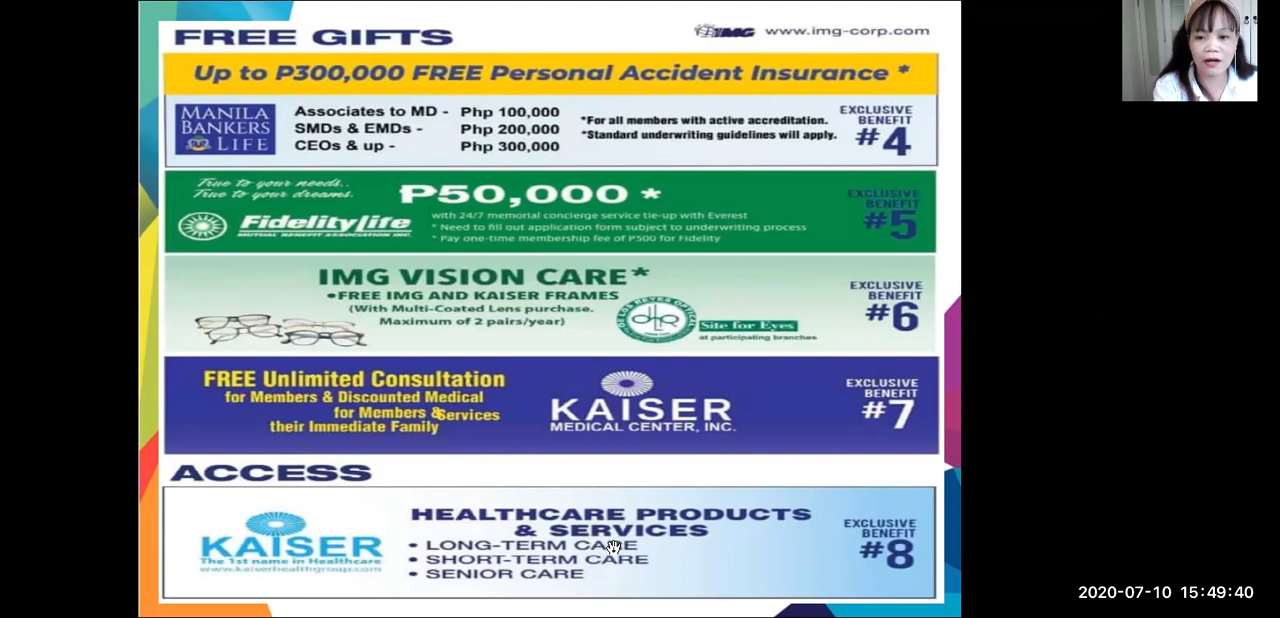 FREE GIFTS
IMG www.img-corp.com
Up to P300,000 FREE Personal Accident Insurance *
MANILA
BANKERS
LIFE
Associates to MD - Php 100,000
SMDs & EMDs - Php 200,000
CEOs & up - Php 300,000
*For all members with active accreditation.
*Standard underwriting guidelines will apply.
EXCLUSIVE
BENEFIT
#4
True to your needs..
True to your dreams.
FidelityLife
MUTUAL BENEFIT ASSOCIATION INC.
₱50,000 *
with 24/7 memorial concierge service tie-up with Everest
* Need to fill out application form subject to underwriting process
* Pay one-time membership fee of P500 for Fidelity
EXCLUSIVE
BENEFIT
#5
IMG VISION CARE*
•FREE IMG AND KAISER FRAMES
(With Multi-Coated Lens purchase.
Maximum of 2 pairs/year)
DLR
Site for Eyes
at participating branches
EXCLUSIVE
BENEFIT
#6
FREE Unlimited Consultation
for Members & Discounted Medical
for Members & Services
their Immediate Family
KAISER
MEDICAL CENTER, INC.
EXCLUSIVE
BENEFIT
#7
ACCESS
KAISER
The 1st name in Healthcare
www.kaiserhealthgroup.com
HEALTHCARE PRODUCTS
& SERVICES
• LONG-TERM CARE
• SHORT-TERM CARE
• SENIOR CARE
EXCLUSIVE
BENEFIT
#8
2020-07-10 15:49:40